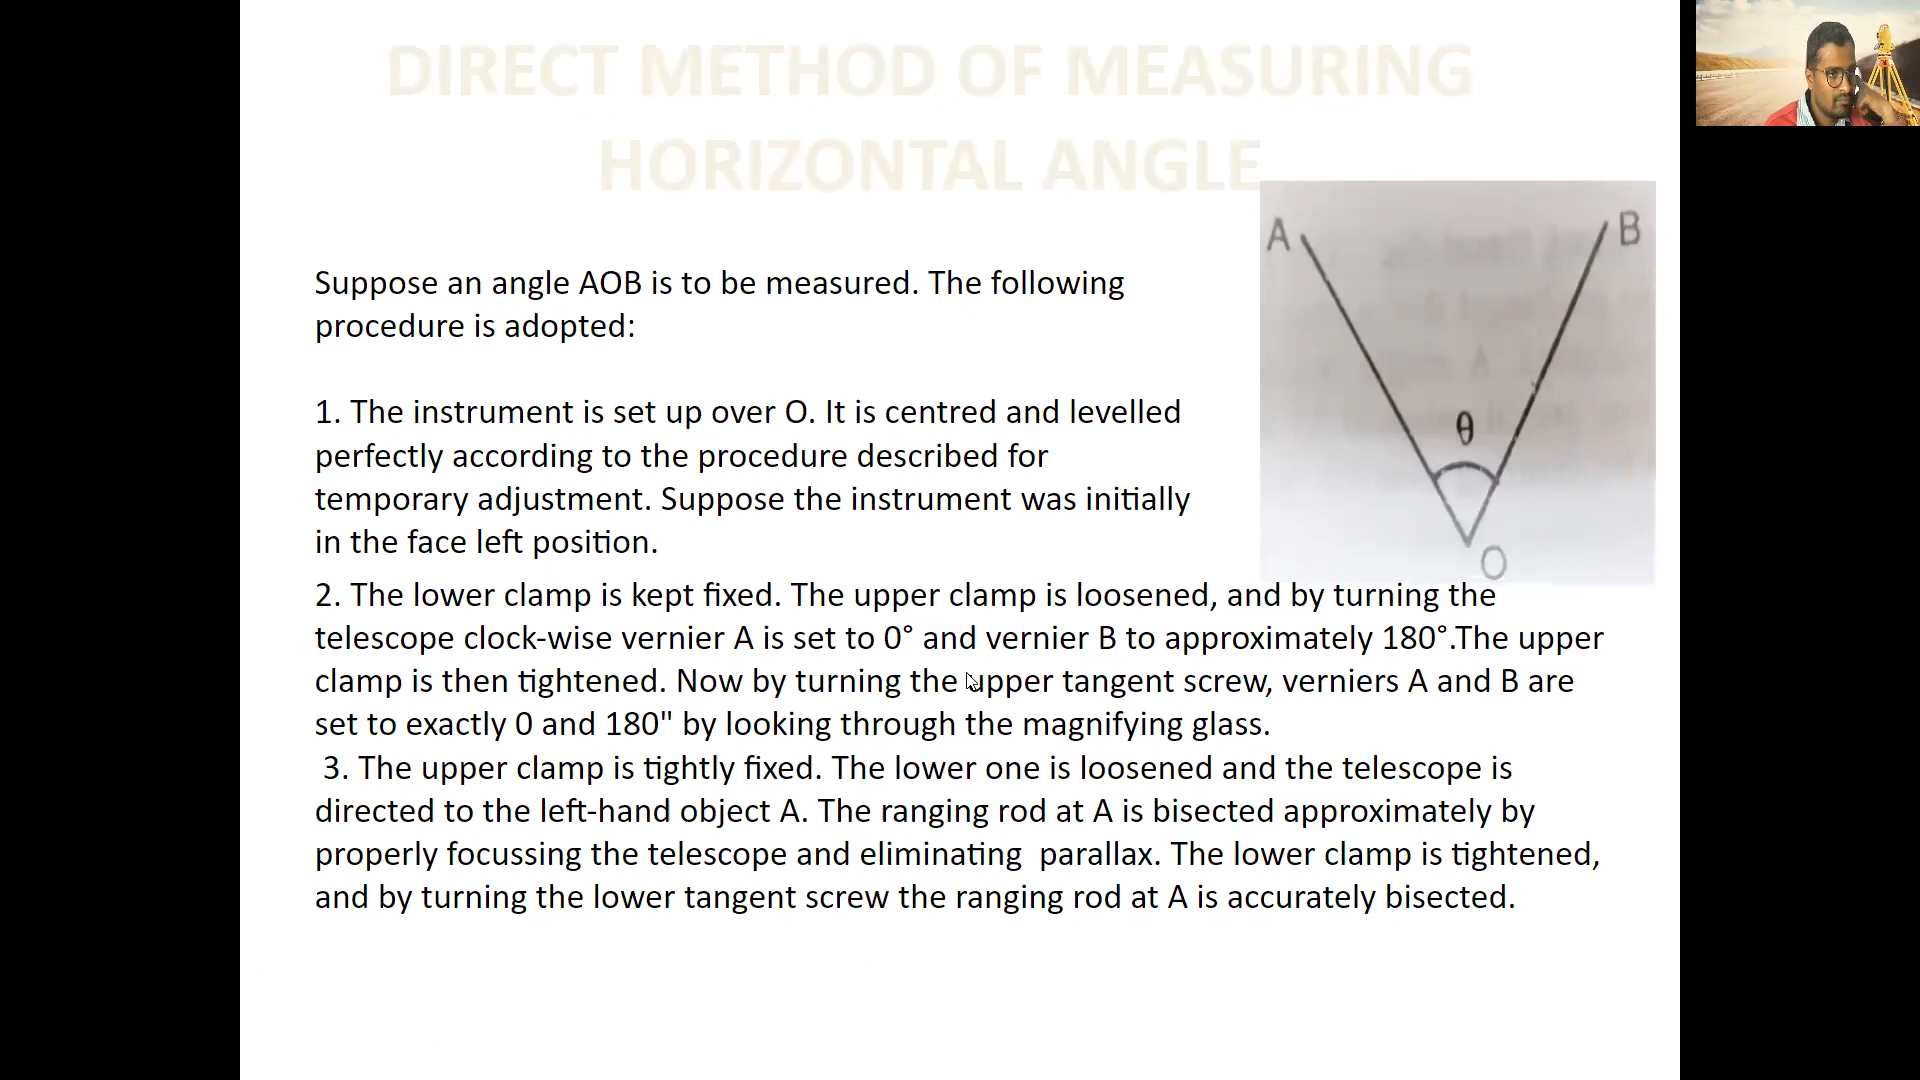 DIRECT METHOD OF MEASURING
HORIZONTAL ANGLE
A
B
Suppose an angle AOB is to be measured. The following
procedure is adopted:
1. The instrument is set up over O. It is centred and levelled
perfectly according to the procedure described for
temporary adjustment. Suppose the instrument was initially
in the face left position.
θ
O
2. The lower clamp is kept fixed. The upper clamp is loosened, and by turning the
telescope clock-wise vernier A is set to 0° and vernier B to approximately 180°.The upper
clamp is then tightened. Now by turning the upper tangent screw, verniers A and B are
set to exactly 0 and 180" by looking through the magnifying glass.
3. The upper clamp is tightly fixed. The lower one is loosened and the telescope is
directed to the left-hand object A. The ranging rod at A is bisected approximately by
properly focussing the telescope and eliminating parallax. The lower clamp is tightened,
and by turning the lower tangent screw the ranging rod at A is accurately bisected.